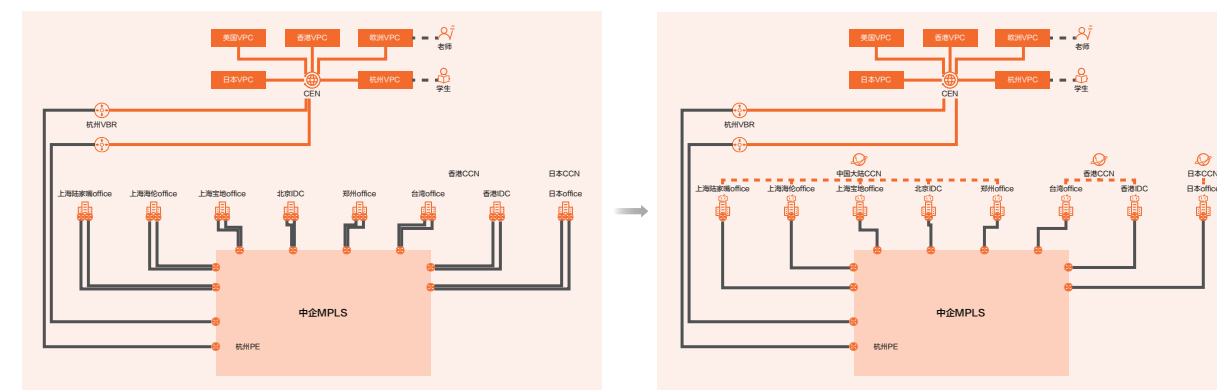 美国VPC 香港VPC 欧洲VPC
老师
日本VPC 杭州VPC
学生
CEN
杭州VBR
香港CCN 日本CCN
上海陆家嘴office 上海海伦office 上海宝地office 北京IDC 郑州office 台湾office 香港IDC 日本office
中企MPLS
杭州PE
美国VPC 香港VPC 欧洲VPC
老师
日本VPC 杭州VPC
学生
CEN
杭州VBR
中国大陆CCN 香港CCN 日本CCN
上海陆家嘴office 上海海伦office 上海宝地office 北京IDC 郑州office 台湾office 香港IDC 日本office
中企MPLS
杭州PE